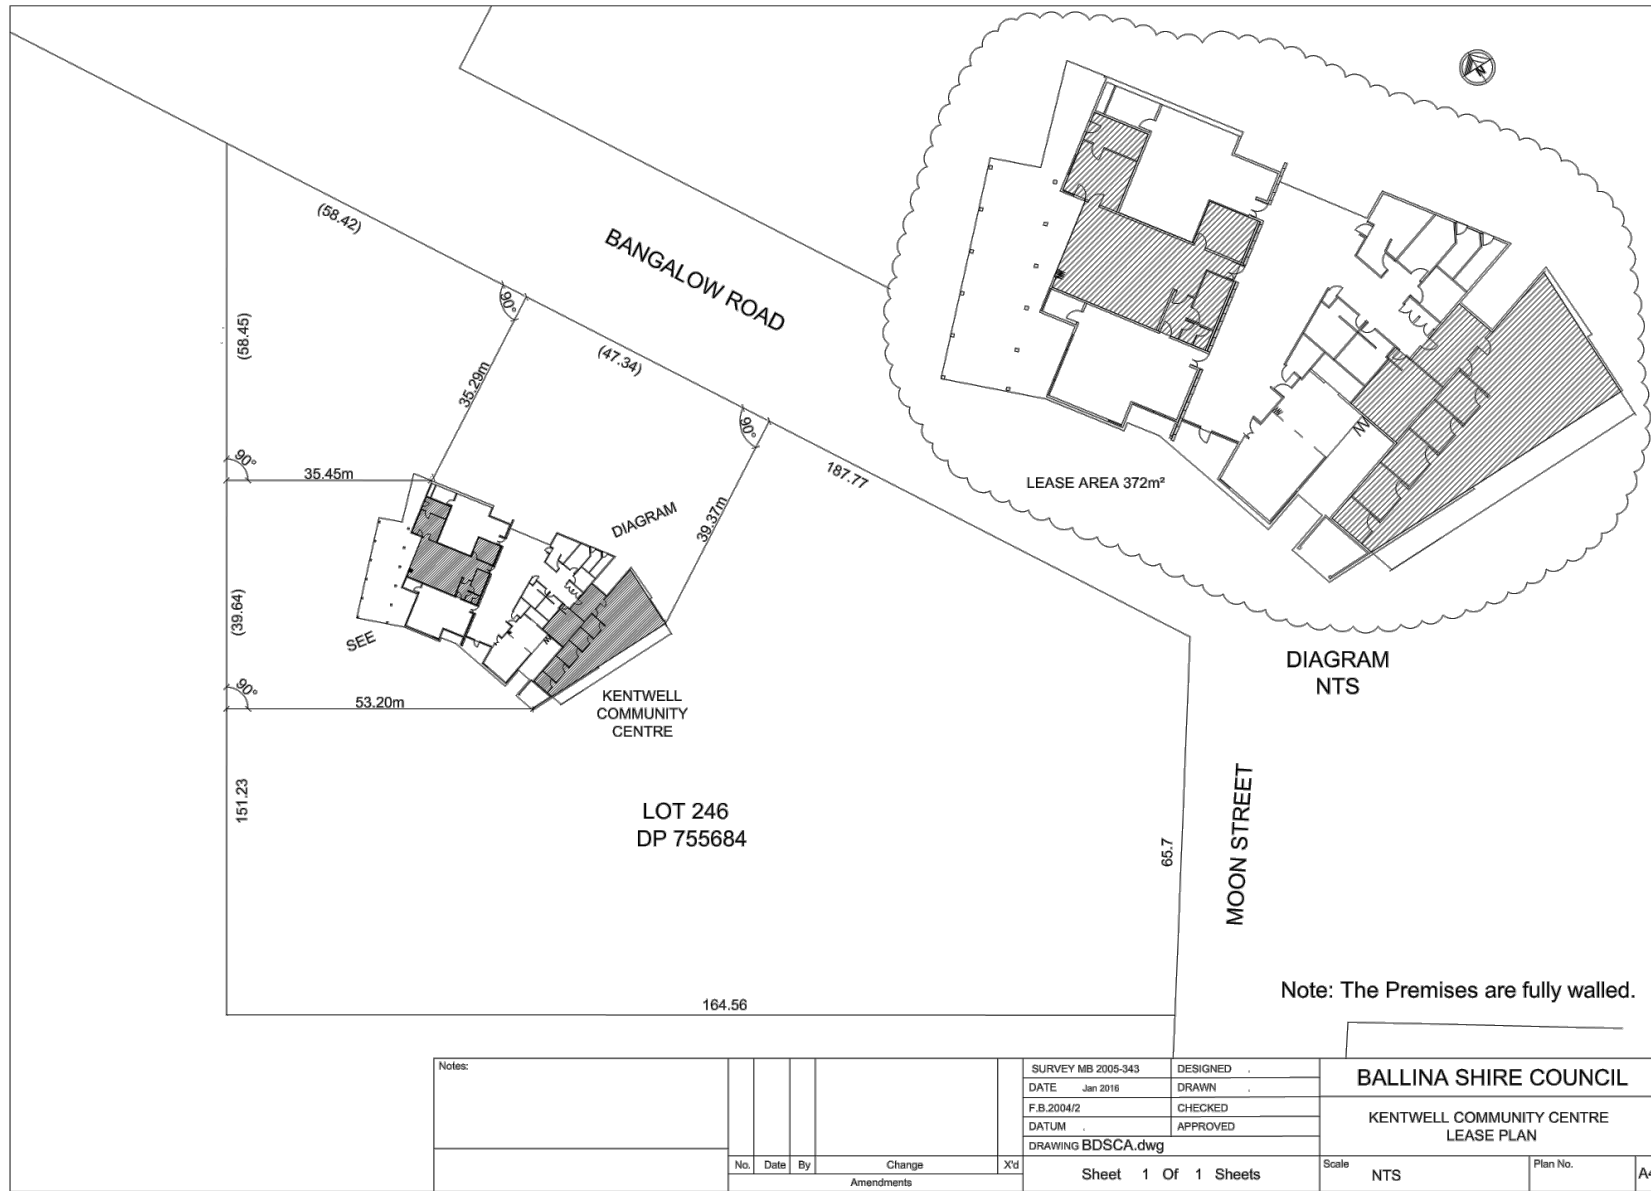 N
(58.42)
BANGALOW ROAD
(58.45)
90°
35.29m
(47.34)
90°
187.77
LEASE AREA 372m²
90°
35.45m
DIAGRAM
39.37m
(39.64)
SEE
90°
53.20m
KENTWELL
COMMUNITY
CENTRE
DIAGRAM
NTS
151.23
LOT 246
DP 755684
65.7
MOON STREET
164.56
Note: The Premises are fully walled.
Notes:
No. Date By Change X'd
Amendments
SURVEY MB 2005-343 DESIGNED .
DATE Jan 2016 DRAWN .
F.B.2004/2 CHECKED
DATUM . APPROVED
DRAWING BDSCA.dwg
Sheet 1 Of 1 Sheets
BALLINA SHIRE COUNCIL
KENTWELL COMMUNITY CENTRE
LEASE PLAN
Scale NTS
Plan No.